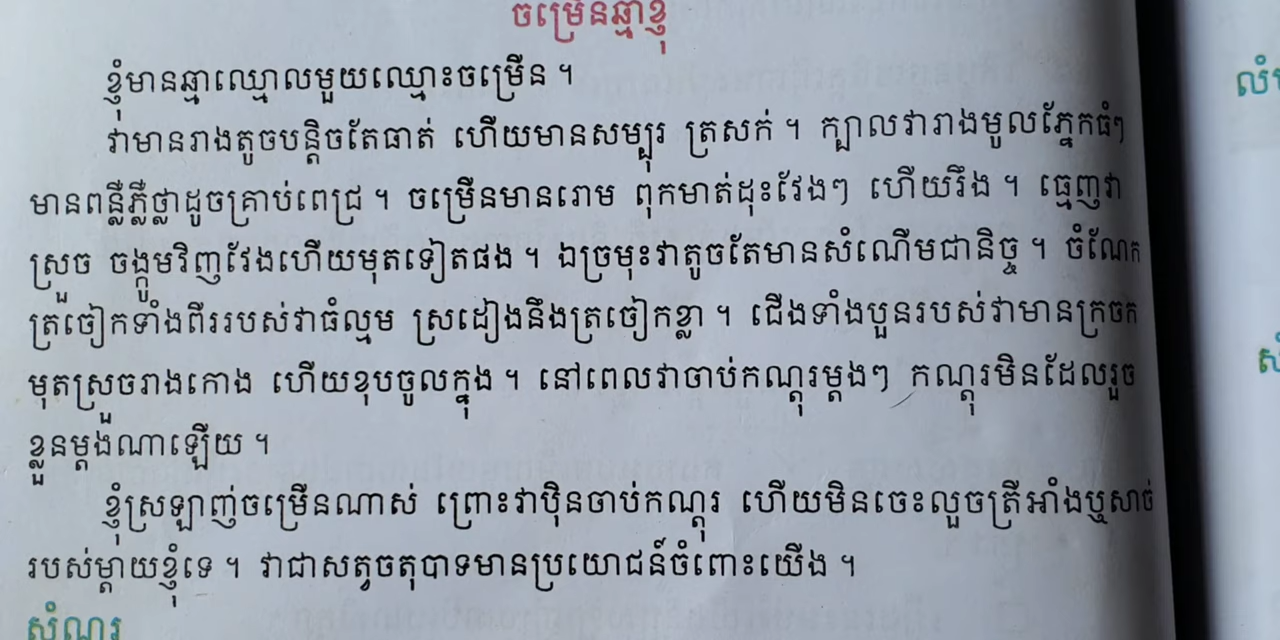 ចម្រើនឆ្មាខ្ញុំ
ខ្ញុំមានឆ្មាឈ្មោលមួយឈ្មោះចម្រើន ។
វាមានរាងតូចបន្តិចតែធាត់ ហើយមានសម្បុរ ត្រសក់ ។ ក្បាលវារាងមូលភ្នែកធំៗ
មានពន្លឺភ្លឺថ្លាដូចគ្រាប់ពេជ្រ ។ ចម្រើនមានរោម ពុកមាត់ដុះវែងៗ ហើយរឹង ។ ធ្មេញវា
ស្រួច ចង្កូមវិញវែងហើយមុតទៀតផង ។ ឯច្រមុះវាតូចតែមានសំណើមជានិច្ច ។ ចំណែក
ត្រចៀកទាំងពីររបស់វាធំល្មម ស្រដៀងនឹងត្រចៀកខ្លា ។ ជើងទាំងបួនរបស់វាមានក្រចក
មុតស្រួចរាងកោង ហើយខុបចូលក្នុង ។ នៅពេលវាចាប់កណ្តុរម្តងៗ កណ្តុរមិនដែលរួច
ខ្លួនម្តងណាឡើយ ។
ខ្ញុំស្រឡាញ់ចម្រើនណាស់ ព្រោះវាប៉ិនចាប់កណ្តុរ ហើយមិនចេះលួចត្រីអាំងឬសាច់
របស់ម្តាយខ្ញុំទេ ។ វាជាសត្វចតុបាទមានប្រយោជន៍ចំពោះយើង ។
សំណួរ